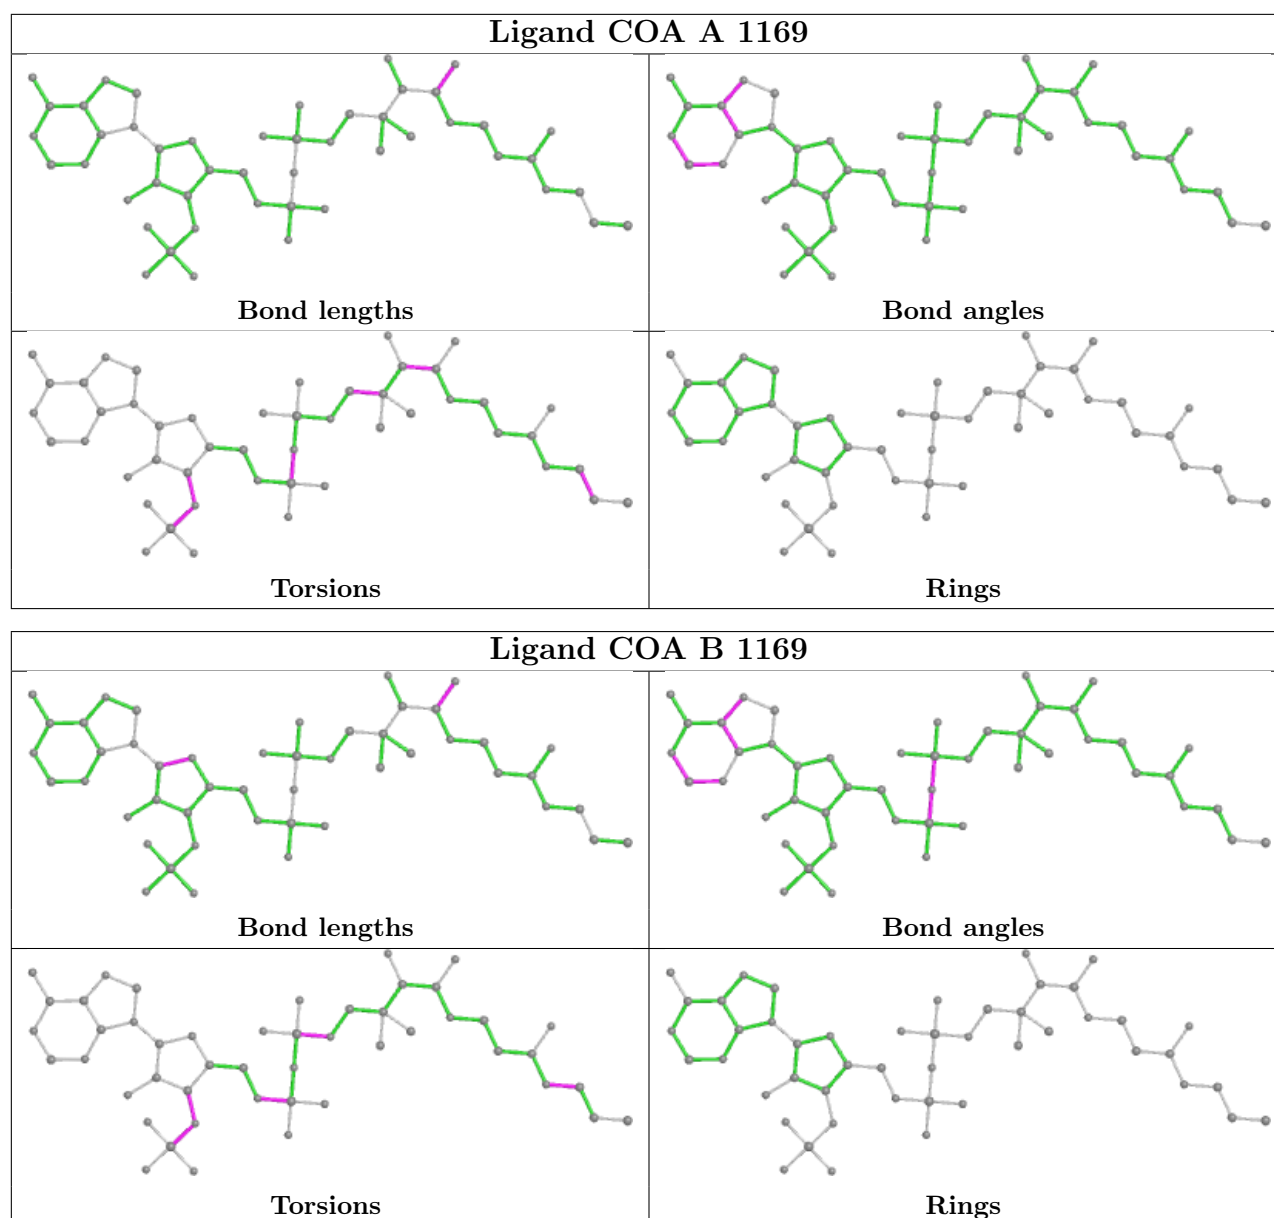 Ligand COA A 1169
Bond lengths
Bond angles
Torsions
Rings
Ligand COA B 1169
Bond lengths
Bond angles
Torsions
Rings